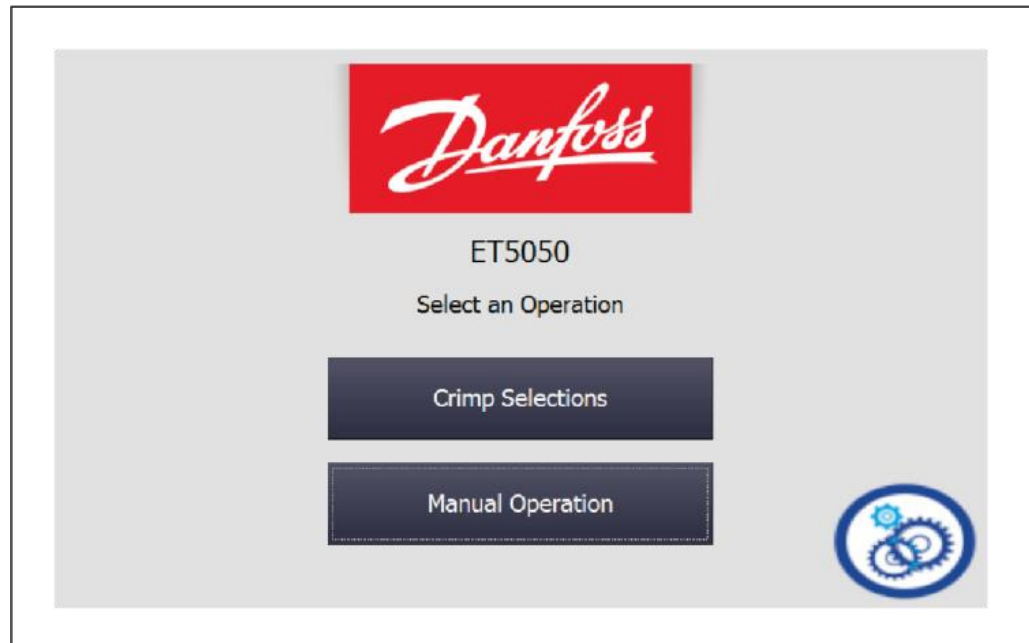 Danfoss
ET5050
Select an Operation
Crimp Selections
Manual Operation